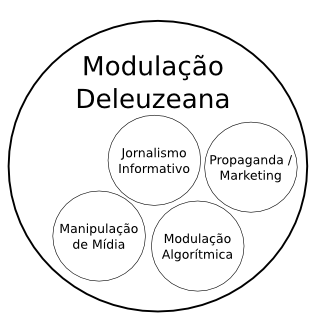 Modulação
Deleuzeana
Jornalismo
Informativo
Propaganda /
Marketing
Manipulação
de Mídia
Modulação
Algorítmica